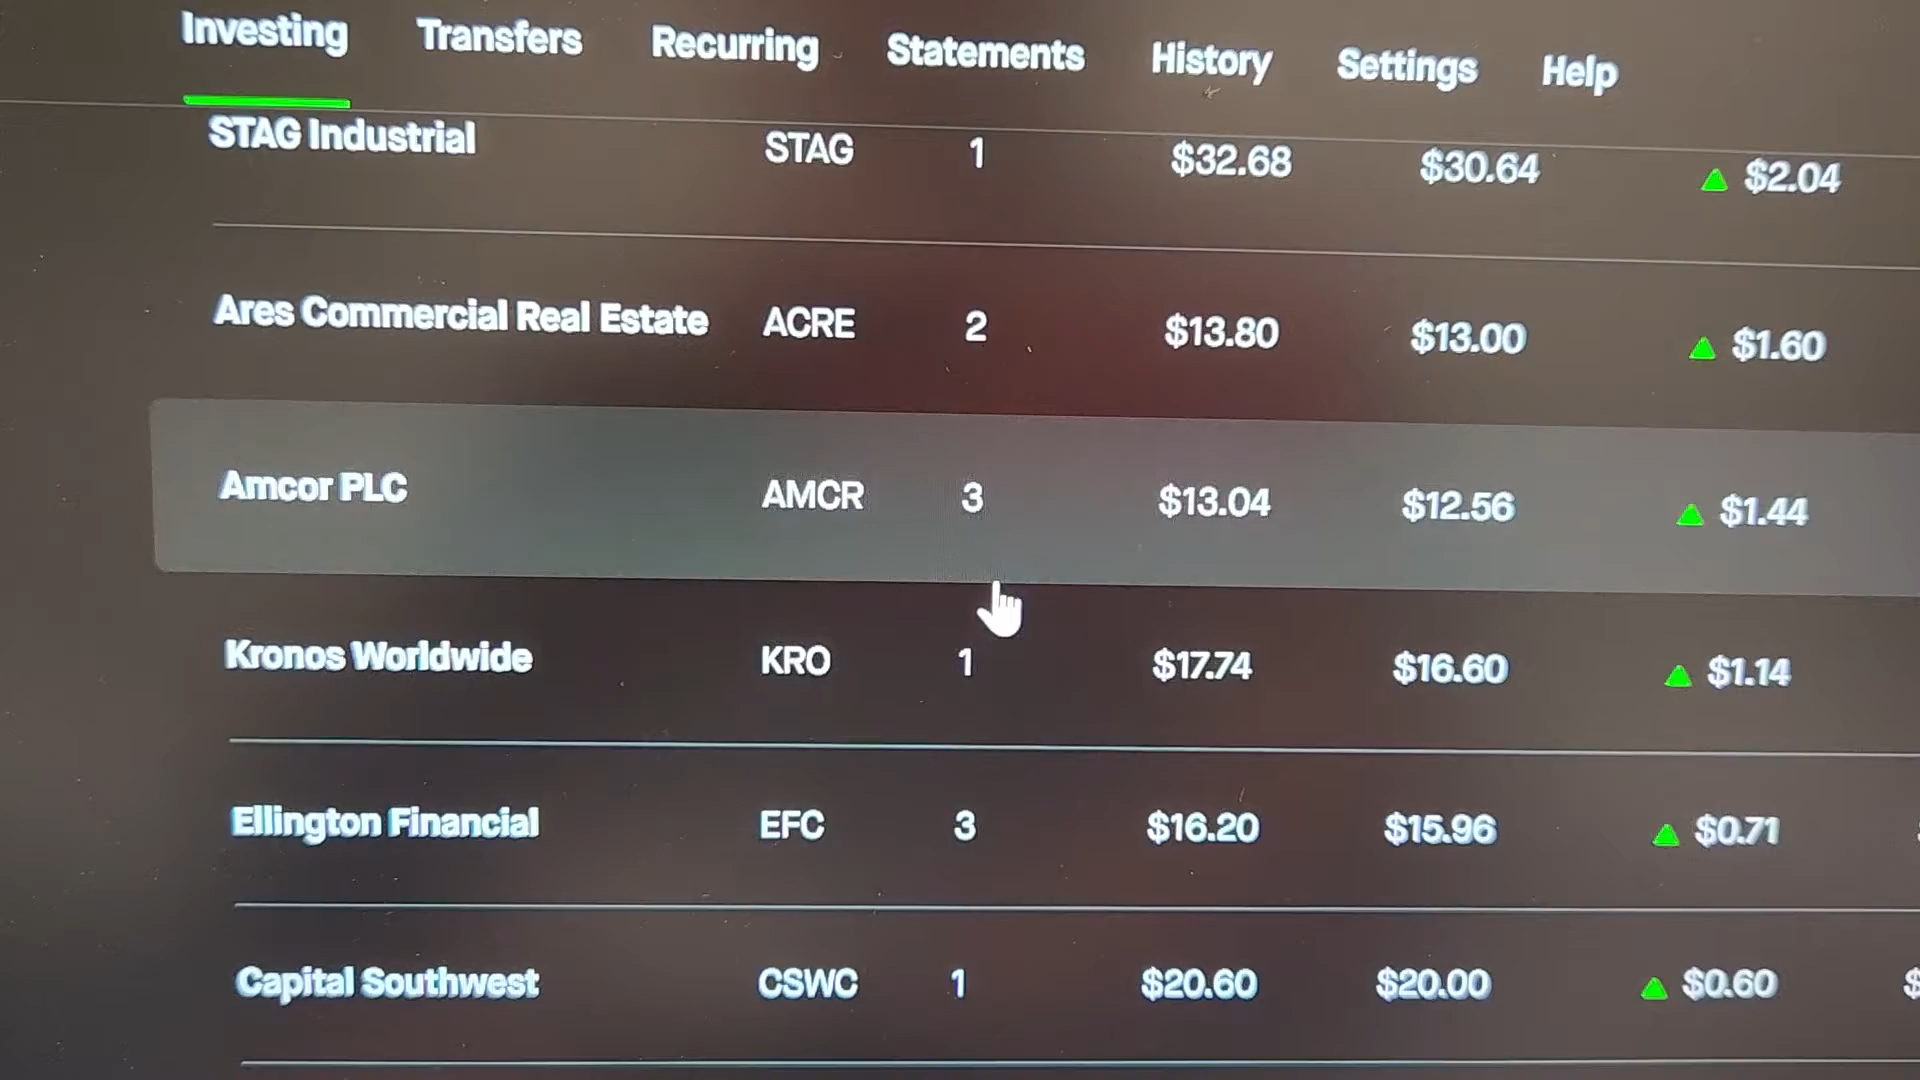 Investing Transfers Recurring Statements History Settings Help
STAG Industrial STAG 1 $32.68 $30.64 $2.04
Ares Commercial Real Estate ACRE 2 $13.80 $13.00 $1.60
Amcor PLC AMCR 3 $13.04 $12.56 $1.44
Kronos Worldwide KRO 1 $17.74 $16.60 $1.14
Ellington Financial EFC 3 $16.20 $15.96 $0.71
Capital Southwest CSWC 1 $20.60 $20.00 $0.60 $